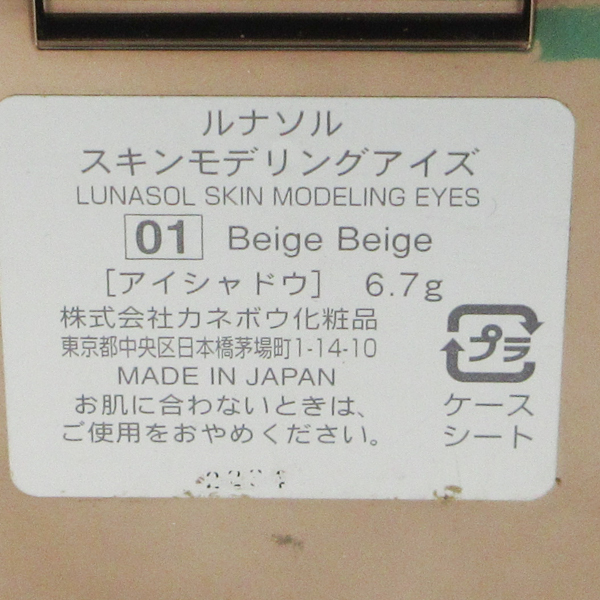 ルナソル
スキンモデリングアイズ
LUNASOL SKIN MODELING EYES
01 Beige Beige
[アイシャドウ] 6.7g
株式会社カネボウ化粧品
東京都中央区日本橋茅場町1-14-10
MADE IN JAPAN
お肌に合わないときは、
ご使用をおやめください。
プラ
ケース
シート